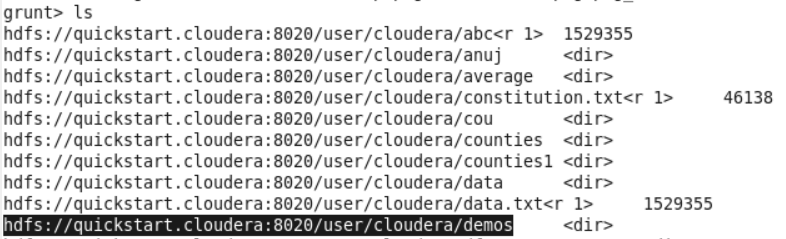 grunt> ls
hdfs://quickstart.cloudera:8020/user/cloudera/abc<r 1>	1529355
hdfs://quickstart.cloudera:8020/user/cloudera/anuj	<dir>
hdfs://quickstart.cloudera:8020/user/cloudera/average	<dir>
hdfs://quickstart.cloudera:8020/user/cloudera/constitution.txt<r 1>	46138
hdfs://quickstart.cloudera:8020/user/cloudera/cou	<dir>
hdfs://quickstart.cloudera:8020/user/cloudera/counties	<dir>
hdfs://quickstart.cloudera:8020/user/cloudera/counties1	<dir>
hdfs://quickstart.cloudera:8020/user/cloudera/data	<dir>
hdfs://quickstart.cloudera:8020/user/cloudera/data.txt<r 1>	1529355
hdfs://quickstart.cloudera:8020/user/cloudera/demos	<dir>